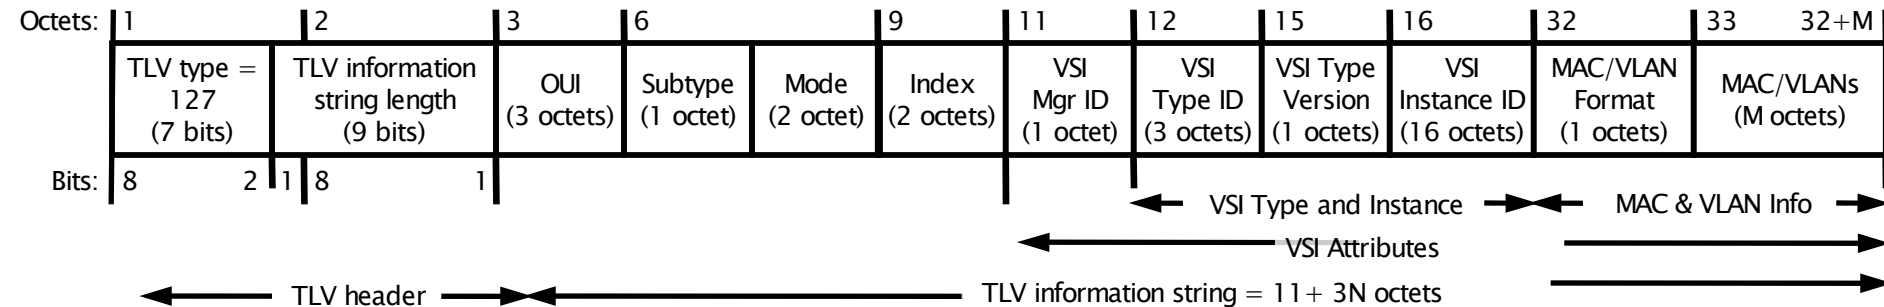 Octets: 1 2 3 6 9 11 12 15 16 32 33 32+M
TLV type =
127
(7 bits)
TLV information
string length
(9 bits)
OUI
(3 octets)
Subtype
(1 octet)
Mode
(2 octet)
Index
(2 octets)
VSI
Mgr ID
(1 octet)
VSI
Type ID
(3 octets)
VSI Type
Version
(1 octets)
VSI
Instance ID
(16 octets)
MAC/VLAN
Format
(1 octets)
MAC/VLANs
(M octets)
Bits: 8 2 1 8 1
VSI Type and Instance MAC & VLAN Info
VSI Attributes
TLV header TLV information string = 11+ 3N octets